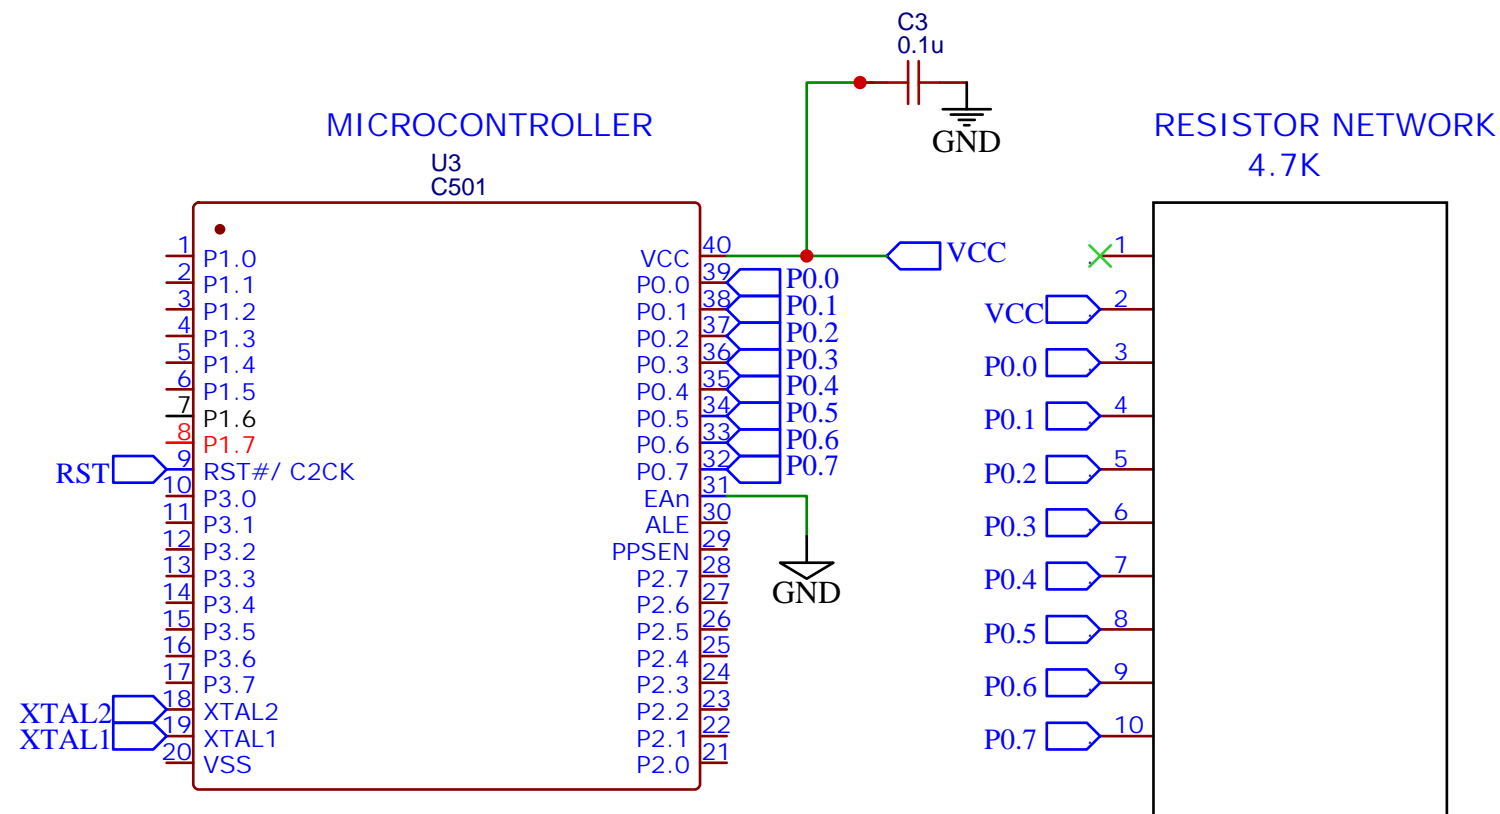 C3
0.1u
GND
MICROCONTROLLER
U3
C501
1 P1.0
2 P1.1
3 P1.2
4 P1.3
5 P1.4
6 P1.5
7 P1.6
8 P1.7
RST 9 RST#/ C2CK
10 P3.0
11 P3.1
12 P3.2
13 P3.3
14 P3.4
15 P3.5
16 P3.6
17 P3.7
XTAL2 18 XTAL2
XTAL1 19 XTAL1
20 VSS
VCC 40 VCC
P0.0 39 P0.0
P0.1 38 P0.1
P0.2 37 P0.2
P0.3 36 P0.3
P0.4 35 P0.4
P0.5 34 P0.5
P0.6 33 P0.6
P0.7 32 P0.7
EAn 31
ALE 30
PPSEN 29
P2.7 28
P2.6 27
P2.5 26
P2.4 25
P2.3 24
P2.2 23
P2.1 22
P2.0 21
GND
RESISTOR NETWORK
4.7K
1
VCC 2
P0.0 3
P0.1 4
P0.2 5
P0.3 6
P0.4 7
P0.5 8
P0.6 9
P0.7 10